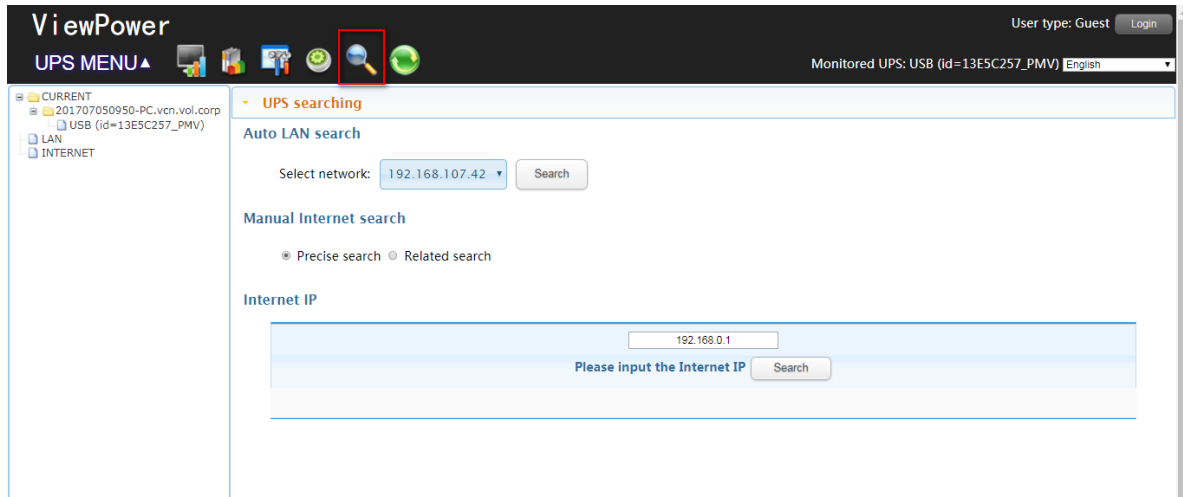 ViewPower
User type: Guest Login
UPS MENU▲
Monitored UPS: USB (id=13E5C257_PMV) English
CURRENT
201707050950-PC.vcn.vol.corp
USB (id=13E5C257_PMV)
LAN
INTERNET
UPS searching
Auto LAN search
Select network: 192.168.107.42 Search
Manual Internet search
Precise search Related search
Internet IP
192.168.0.1
Please input the Internet IP Search